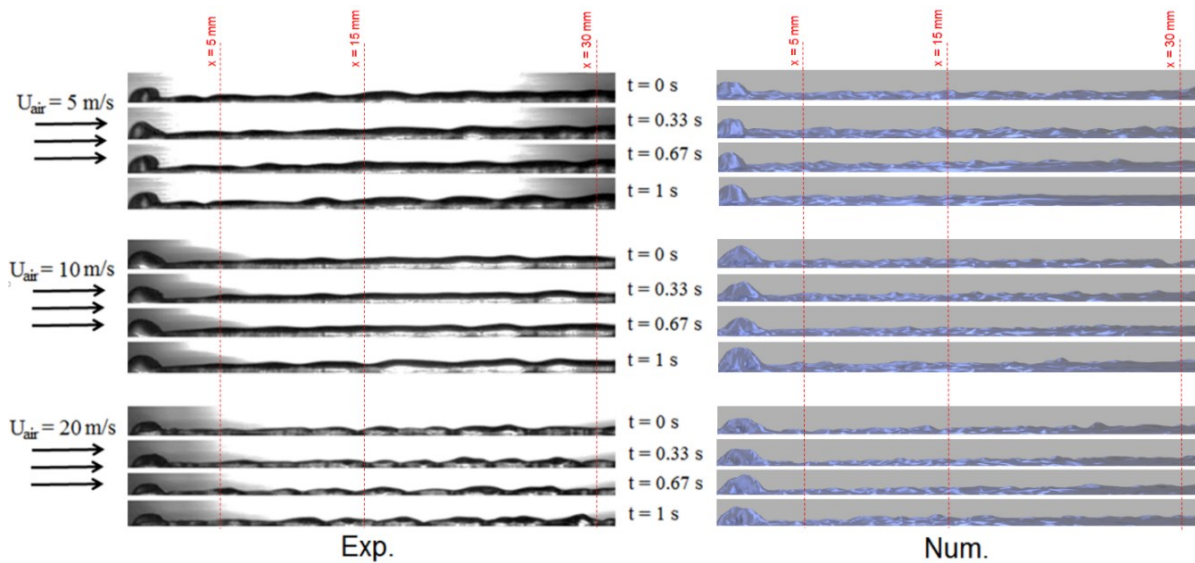 x = 5 mm
x = 15 mm
x = 30 mm
x = 5 mm
x = 15 mm
x = 30 mm
Uair = 5 m/s
t = 0 s
t = 0.33 s
t = 0.67 s
t = 1 s
Uair = 10 m/s
t = 0 s
t = 0.33 s
t = 0.67 s
t = 1 s
Uair = 20 m/s
t = 0 s
t = 0.33 s
t = 0.67 s
t = 1 s
Exp.
Num.